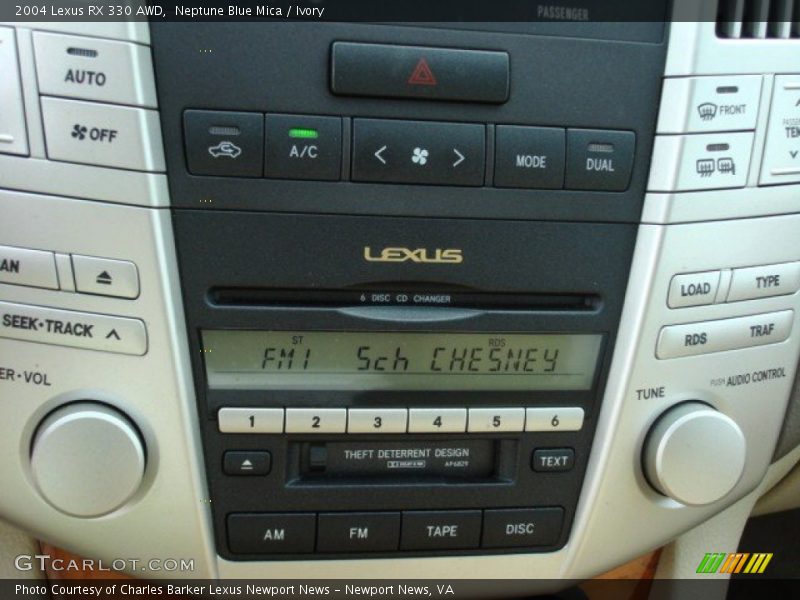 2004 Lexus RX 330 AWD,  Neptune Blue Mica / Ivory
PASSENGER
AUTO
OFF
A/C
MODE
DUAL
FRONT
LEXUS
6 DISC CD CHANGER
AN
SEEK•TRACK
ER•VOL
LOAD
TYPE
RDS
TRAF
TUNE
PUSH AUDIO CONTROL
ST
RDS
FM1 Sch CHESNEY
1 2 3 4 5 6
THEFT DETERRENT DESIGN
AP6829
TEXT
AM
FM
TAPE
DISC
GTCARLOT.COM
Photo Courtesy of Charles Barker Lexus Newport News – Newport News, VA